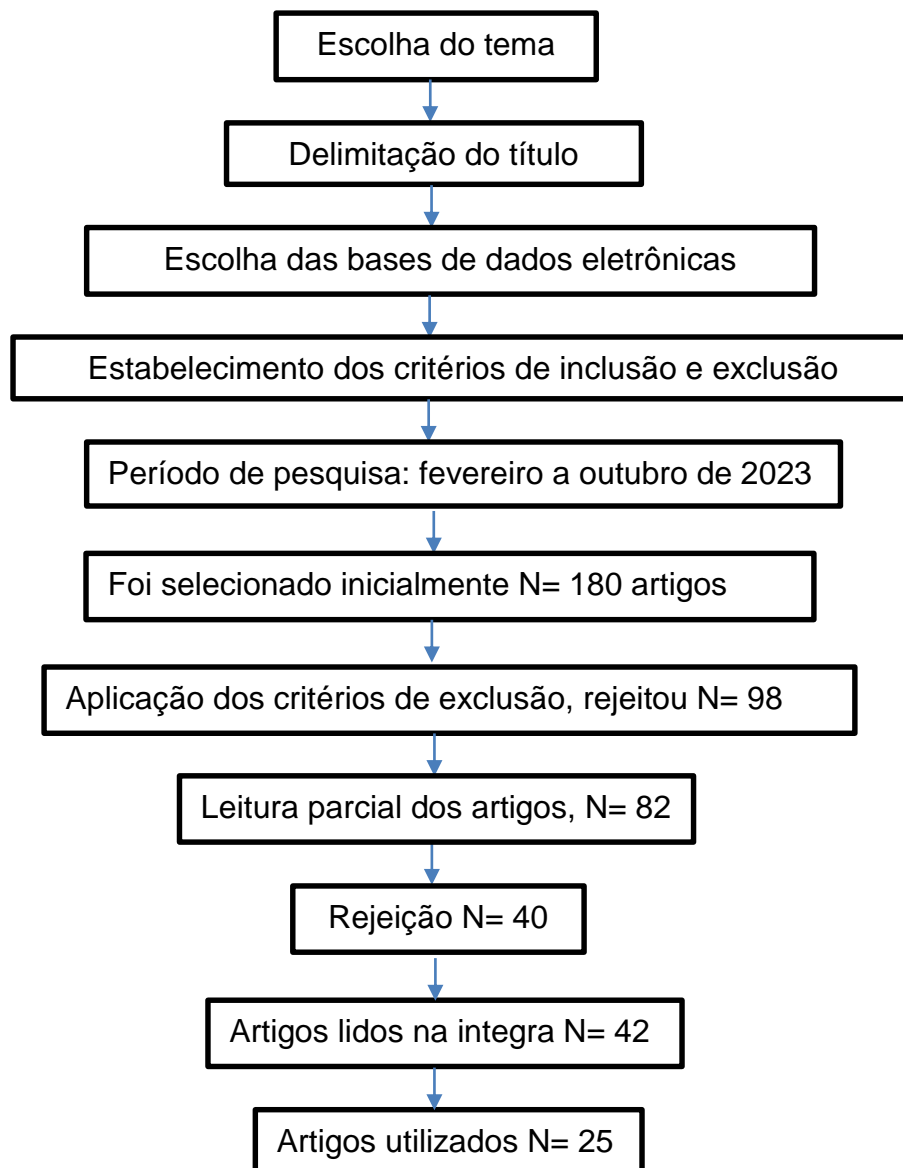 Escolha do tema
Delimitação do título
Escolha das bases de dados eletrônicas
Estabelecimento dos critérios de inclusão e exclusão
Período de pesquisa: fevereiro a outubro de 2023
Foi selecionado inicialmente N= 180 artigos
Aplicação dos critérios de exclusão, rejeitou N= 98
Leitura parcial dos artigos, N= 82
Rejeição N= 40
Artigos lidos na integra N= 42
Artigos utilizados N= 25